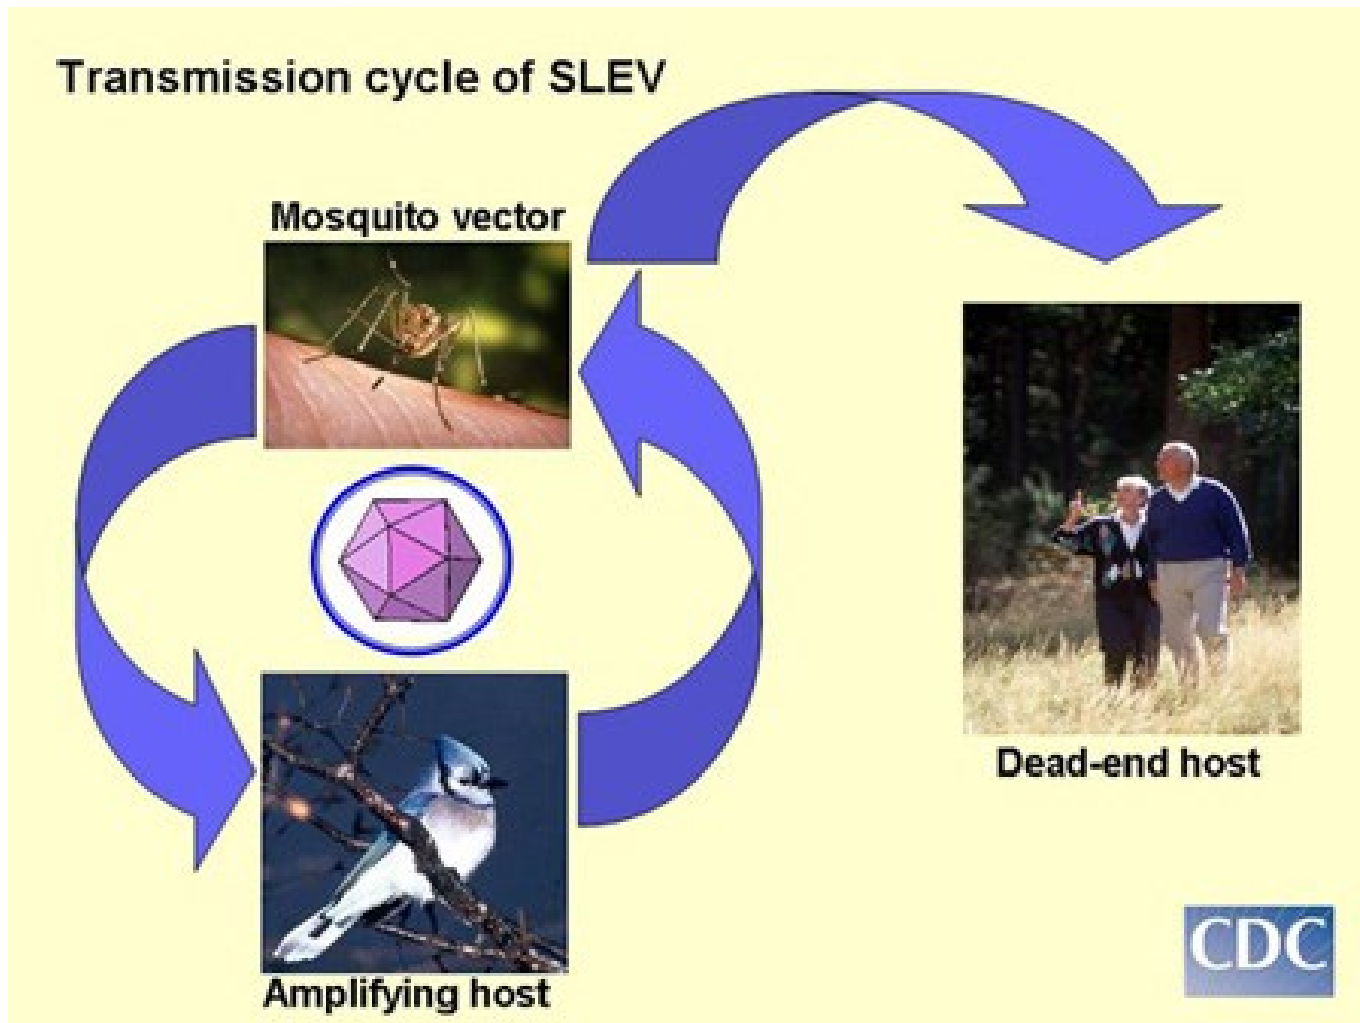 Transmission cycle of SLEV
Mosquito vector
Dead-end host
Amplifying host
CDC